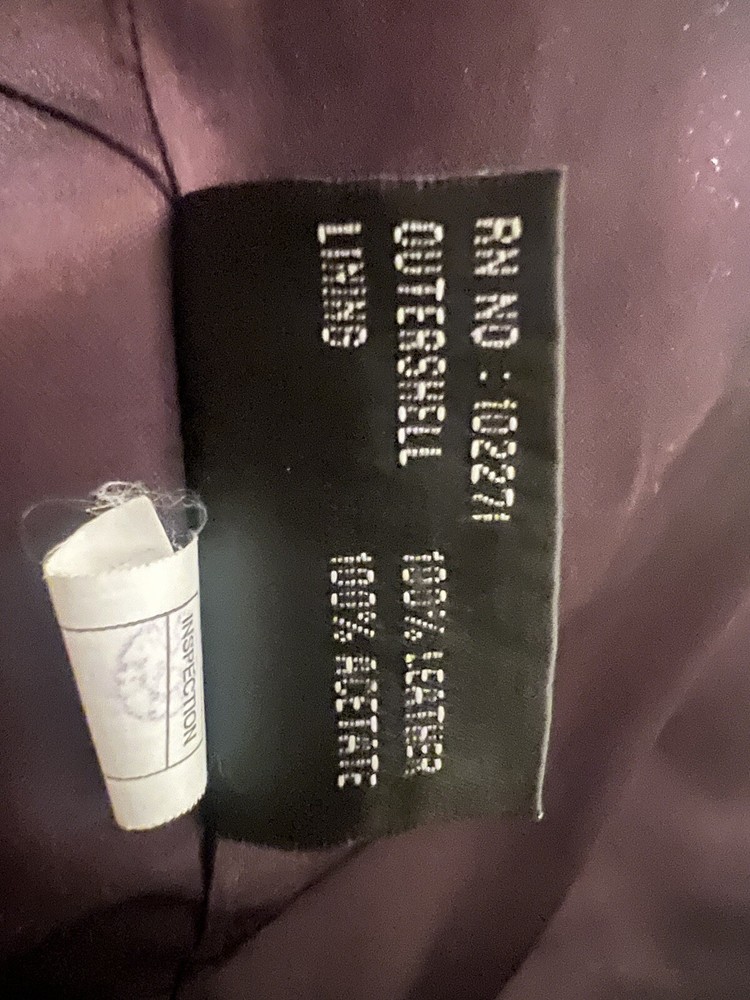 RN NO : 102271
OUTERSHELL 100% LEATHER
LINING 100% ACETATE
INSPECTION